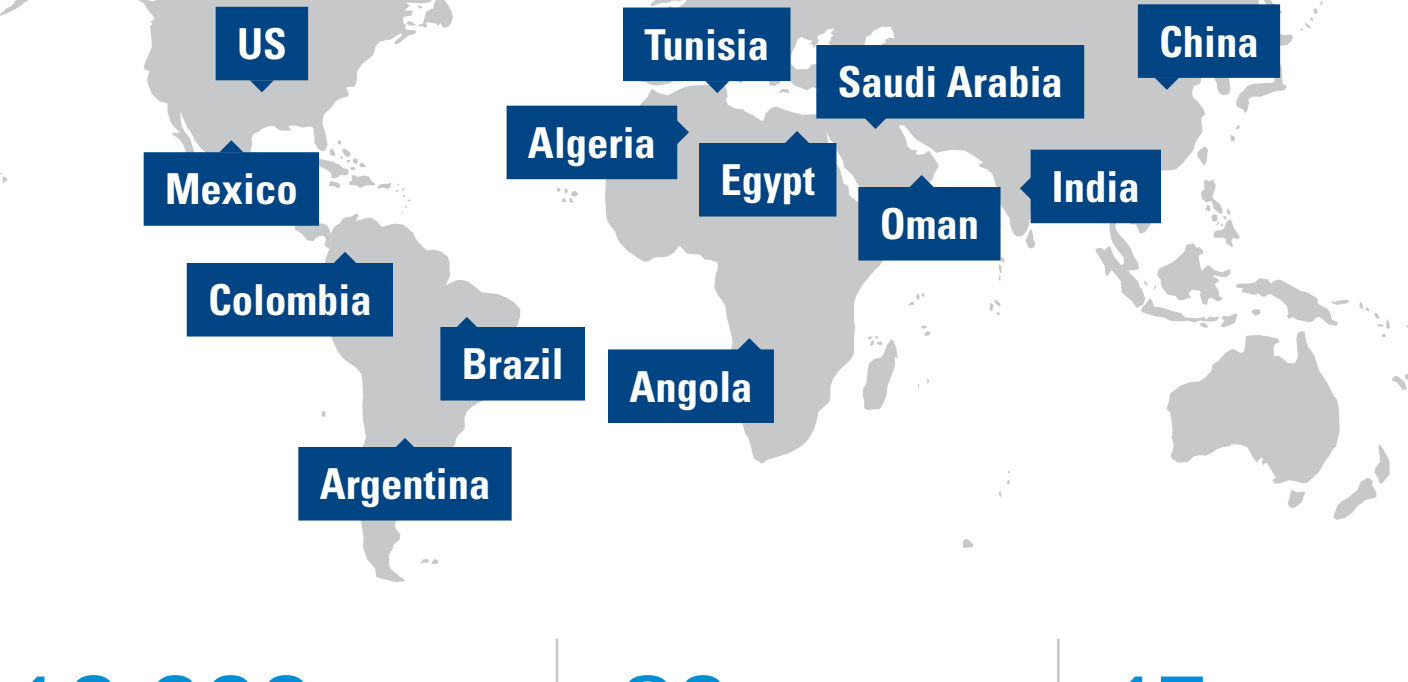 US
Tunisia
China
Saudi Arabia
Algeria
Mexico
Egypt
India
Oman
Colombia
Brazil
Angola
Argentina